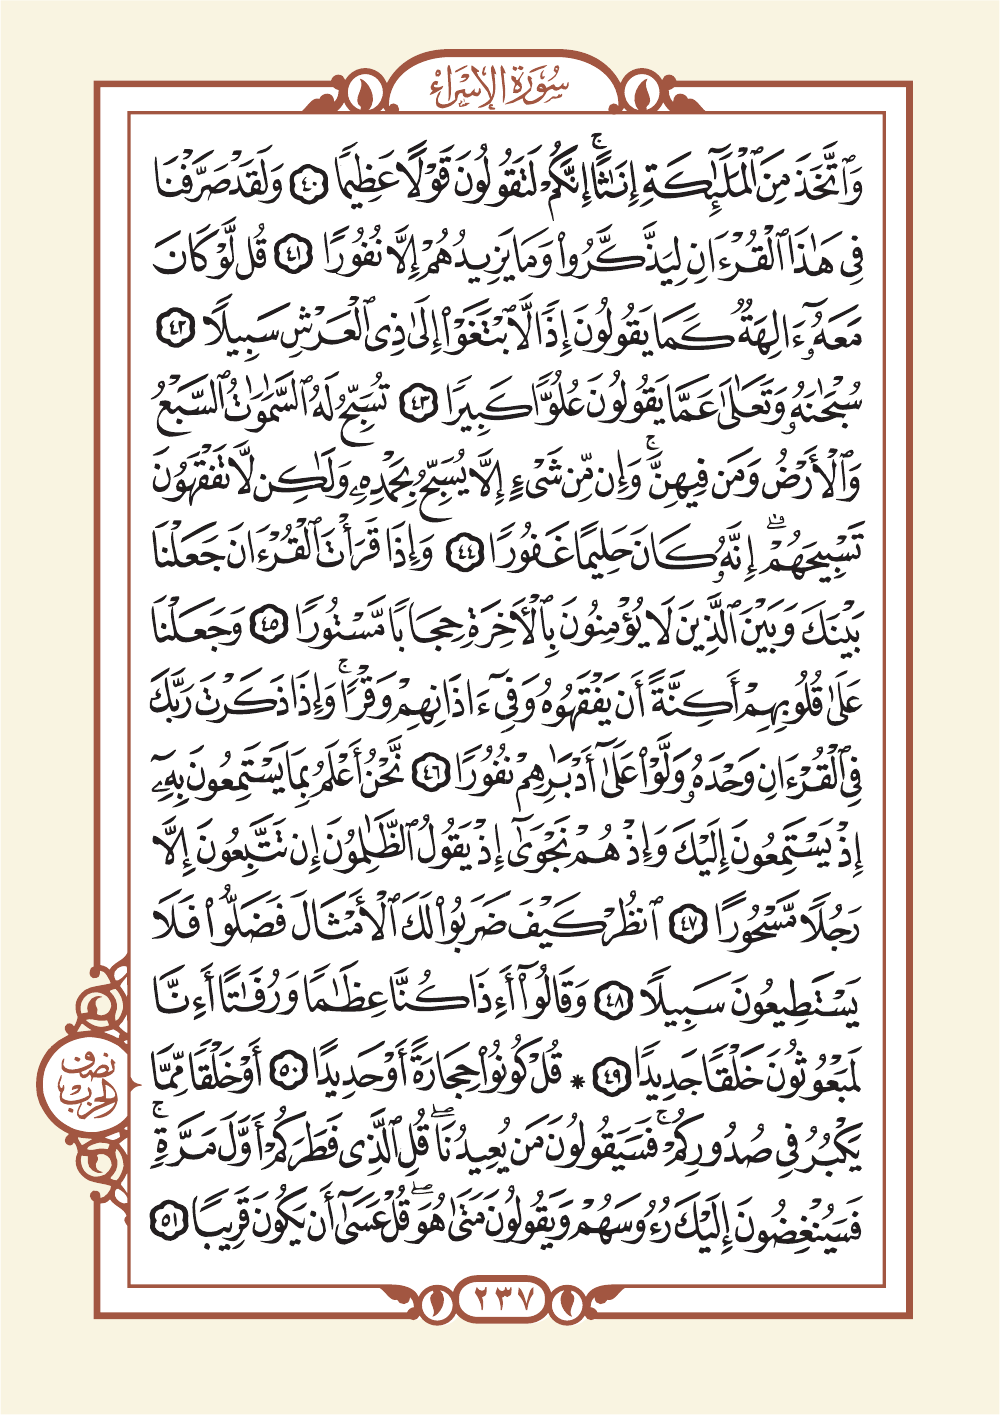 سُورَةُ الإِسْرَاءِ
وَٱتَّخَذَ مِنَ ٱلْمَلَٰٓئِكَةِ إِنَٰثًاۚ إِنَّكُمْ لَتَقُولُونَ قَوْلًا عَظِيمًا ٤٠ وَلَقَدْ صَرَّفْنَا
فِى هَٰذَا ٱلْقُرْءَانِ لِيَذَّكَّرُوا۟ وَمَا يَزِيدُهُمْ إِلَّا نُفُورًا ٤١ قُل لَّوْ كَانَ
مَعَهُۥٓ ءَالِهَةٌ كَمَا يَقُولُونَ إِذًا لَّٱبْتَغَوْا۟ إِلَىٰ ذِى ٱلْعَرْشِ سَبِيلًا ٤٢
سُبْحَٰنَهُۥ وَتَعَٰلَىٰ عَمَّا يَقُولُونَ عُلُوًّا كَبِيرًا ٤٣ تُسَبِّحُ لَهُ ٱلسَّمَٰوَٰتُ ٱلسَّبْعُ
وَٱلْأَرْضُ وَمَن فِيهِنَّۚ وَإِن مِّن شَىْءٍ إِلَّا يُسَبِّحُ بِحَمْدِهِۦ وَلَٰكِن لَّا تَفْقَهُونَ
تَسْبِيحَهُمْۗ إِنَّهُۥ كَانَ حَلِيمًا غَفُورًا ٤٤ وَإِذَا قَرَأْتَ ٱلْقُرْءَانَ جَعَلْنَا
بَيْنَكَ وَبَيْنَ ٱلَّذِينَ لَا يُؤْمِنُونَ بِٱلْأَخِرَةِ حِجَابًا مَّسْتُورًا ٤٥ وَجَعَلْنَا
عَلَىٰ قُلُوبِهِمْ أَكِنَّةً أَن يَفْقَهُوهُ وَفِىٓ ءَاذَانِهِمْ وَقْرًاۚ وَإِذَا ذَكَرْتَ رَبَّكَ
فِى ٱلْقُرْءَانِ وَحْدَهُۥ وَلَّوْا۟ عَلَىٰٓ أَدْبَٰرِهِمْ نُفُورًا ٤٦ نَّحْنُ أَعْلَمُ بِمَا يَسْتَمِعُونَ بِهِۦٓ
إِذْ يَسْتَمِعُونَ إِلَيْكَ وَإِذْ هُمْ نَجْوَىٰٓ إِذْ يَقُولُ ٱلظَّٰلِمُونَ إِن تَتَّبِعُونَ إِلَّا
رَجُلًا مَّسْحُورًا ٤٧ ٱنظُرْ كَيْفَ ضَرَبُوا۟ لَكَ ٱلْأَمْثَالَ فَضَلُّوا۟ فَلَا
يَسْتَطِيعُونَ سَبِيلًا ٤٨ وَقَالُوٓا۟ أَءِذَا كُنَّا عِظَٰمًا وَرُفَٰتًا أَءِنَّا
لَمَبْعُوثُونَ خَلْقًا جَدِيدًا ٤٩ * قُلْ كُونُوا۟ حِجَارَةً أَوْ حَدِيدًا ٥٠ أَوْ خَلْقًا مِّمَّا
يَكْبُرُ فِى صُدُورِكُمْۚ فَسَيَقُولُونَ مَن يُعِيدُنَاۖ قُلِ ٱلَّذِى فَطَرَكُمْ أَوَّلَ مَرَّةٍۚ
فَسَيُنْغِضُونَ إِلَيْكَ رُءُوسَهُمْ وَيَقُولُونَ مَتَىٰ هُوَۖ قُلْ عَسَىٰٓ أَن يَكُونَ قَرِيبًا ٥١
نصف
الحزب
٢٣٧